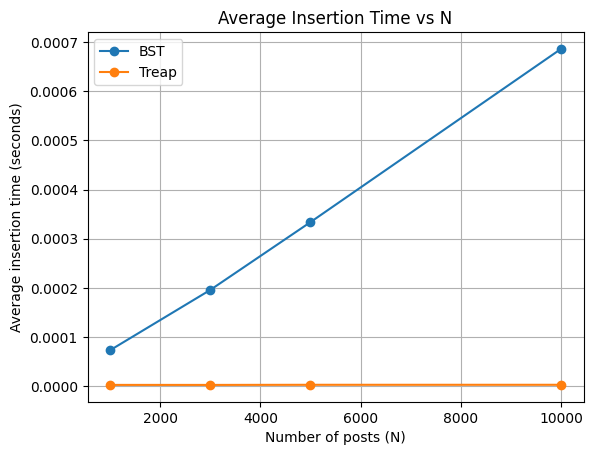 Average Insertion Time vs N
BST
Treap
Average insertion time (seconds)
0.0007
0.0006
0.0005
0.0004
0.0003
0.0002
0.0001
0.0000
2000 4000 6000 8000 10000
Number of posts (N)